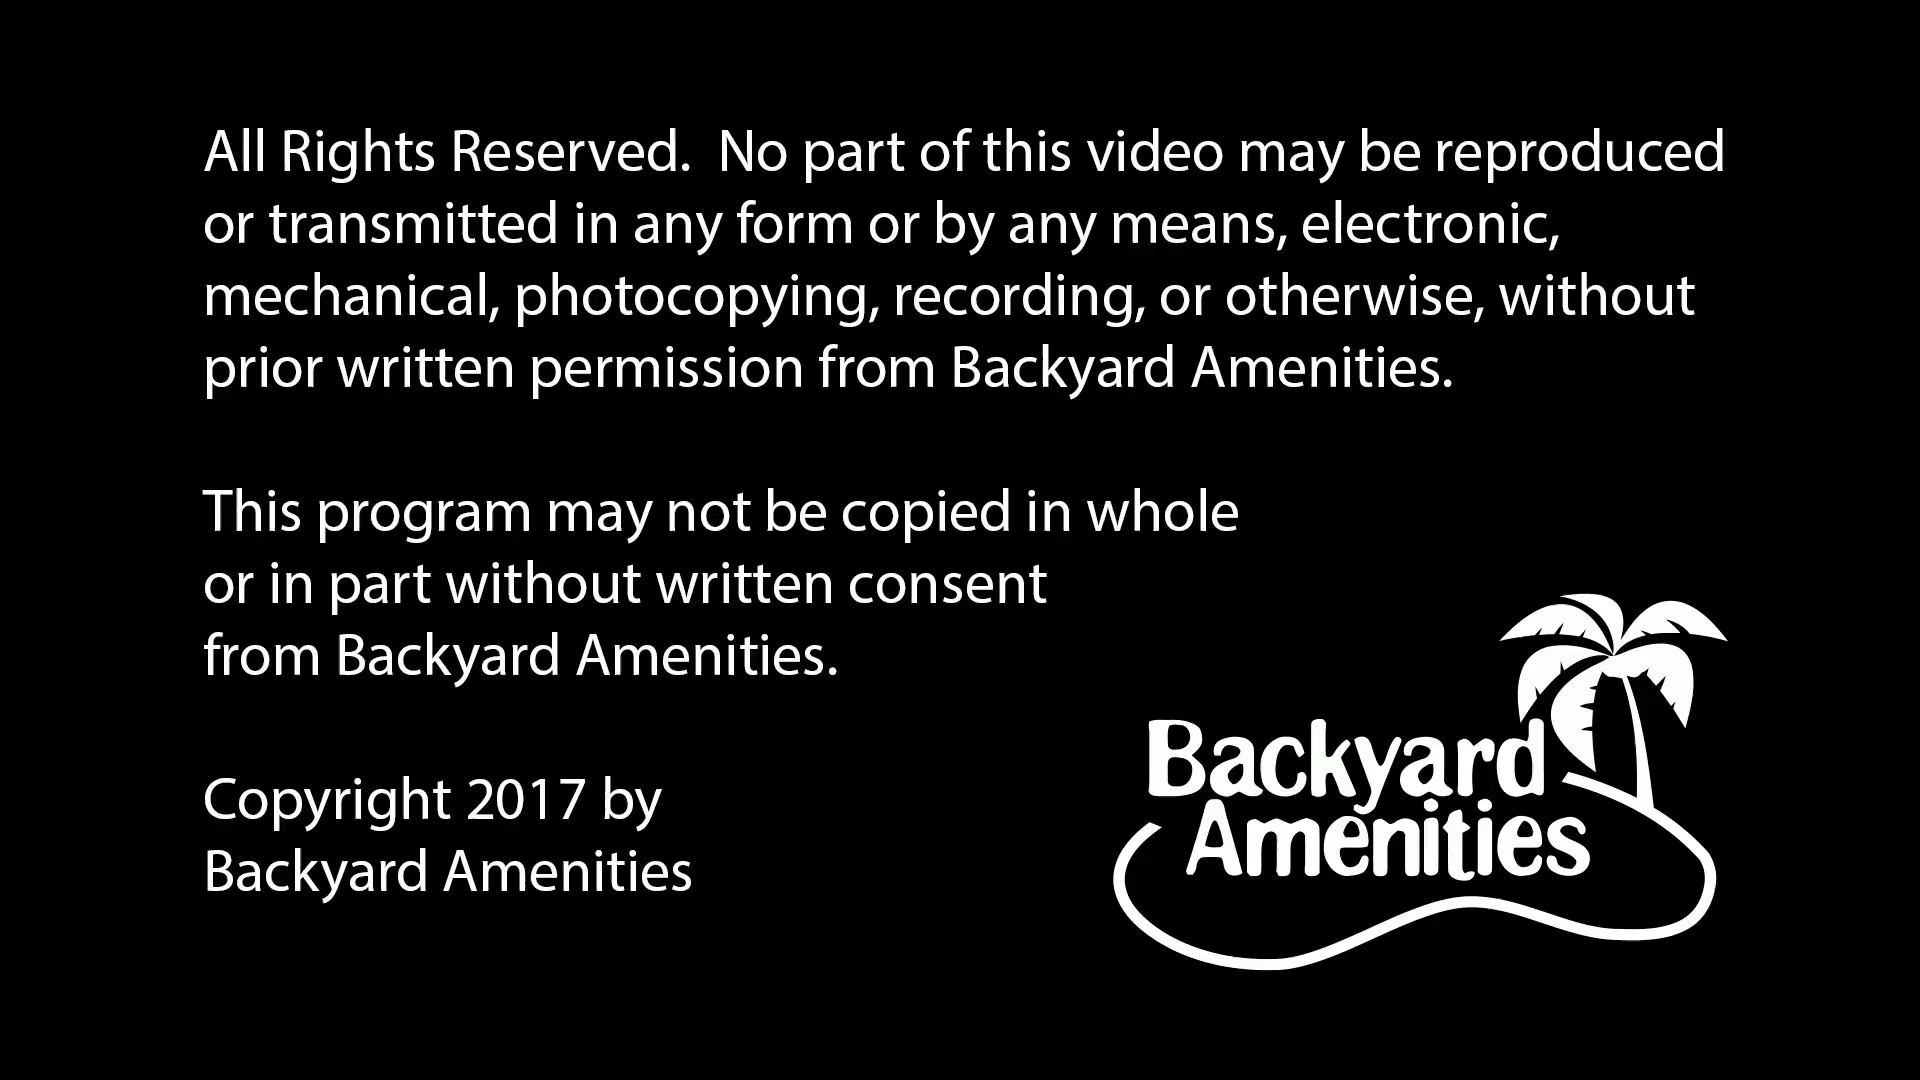 All Rights Reserved.  No part of this video may be reproduced
or transmitted in any form or by any means, electronic,
mechanical, photocopying, recording, or otherwise, without
prior written permission from Backyard Amenities.
This program may not be copied in whole
or in part without written consent
from Backyard Amenities.
Copyright 2017 by
Backyard Amenities
Backyard
Amenities